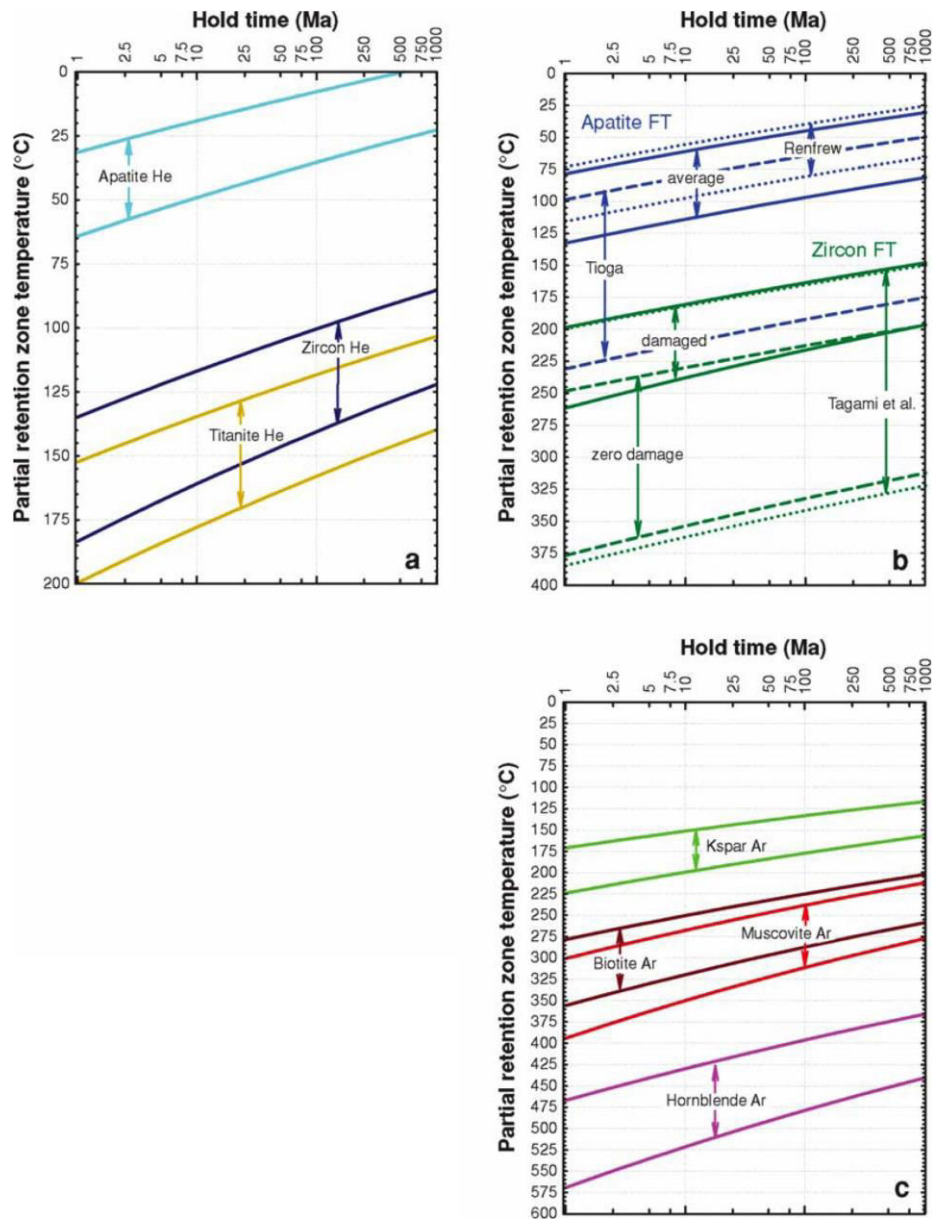 Hold time (Ma)
1 2.5 5 7.5 10 25 50 75 100 250 500 750 1000
Partial retention zone temperature (°C)
0
25
50
75
100
125
150
175
200
Apatite He
Zircon He
Titanite He
a
Hold time (Ma)
1 2.5 5 7.5 10 25 50 75 100 250 500 750 1000
Partial retention zone temperature (°C)
0
25
50
75
100
125
150
175
200
225
250
275
300
325
350
375
400
Apatite FT
Renfrew
average
Tioga
Zircon FT
damaged
Tagami et al.
zero damage
b
Hold time (Ma)
1 2.5 5 7.5 10 25 50 75 100 250 500 750 1000
Partial retention zone temperature (°C)
0
25
50
75
100
125
150
175
200
225
250
275
300
325
350
375
400
425
450
475
500
525
550
575
600
Kspar Ar
Muscovite Ar
Biotite Ar
Hornblende Ar
c